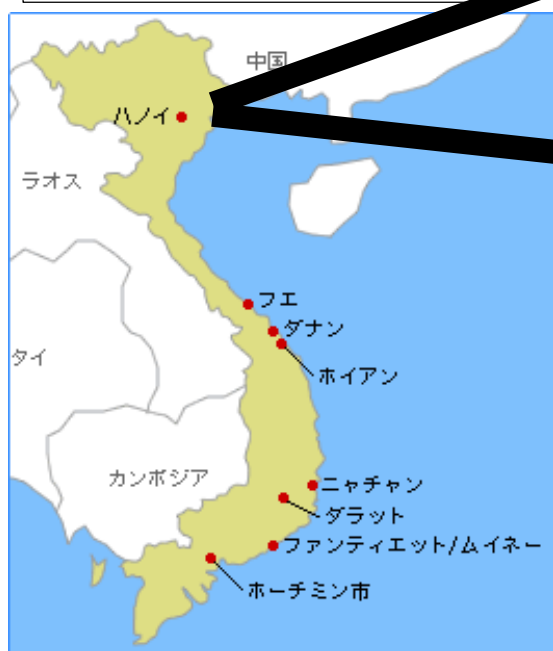 中国
ハノイ
ラオス
フエ
ダナン
タイ
ホイアン
カンボジア
ニャチャン
ダラット
ファンティエット/ムイネー
ホーチミン市